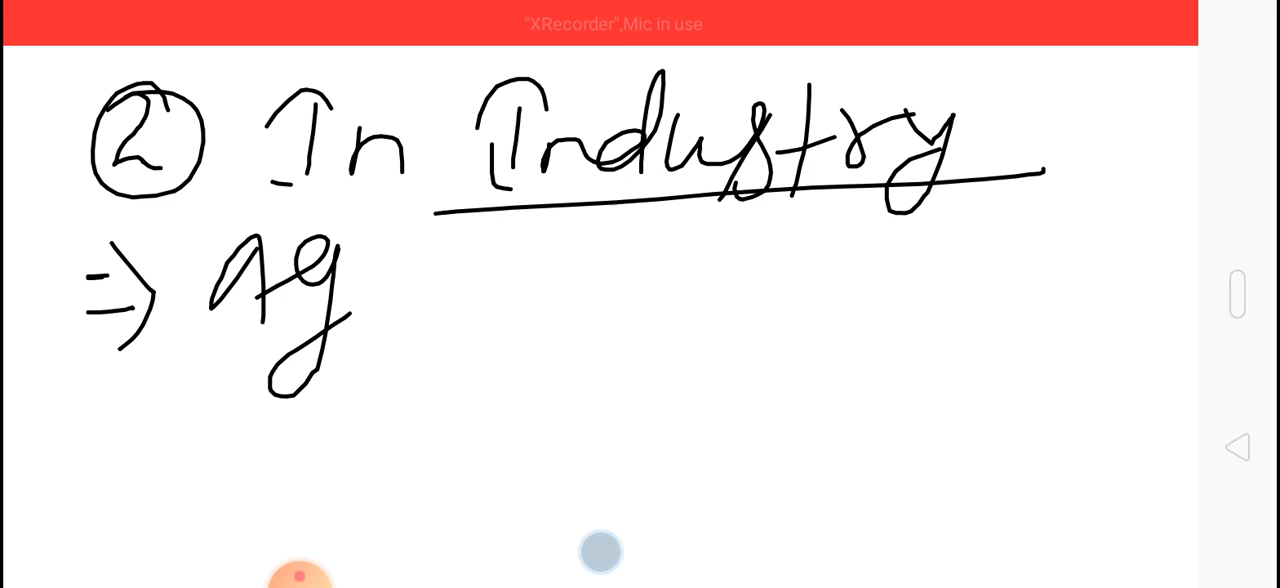 "XRecorder",Mic in use
② In Industry
⇒ Ag